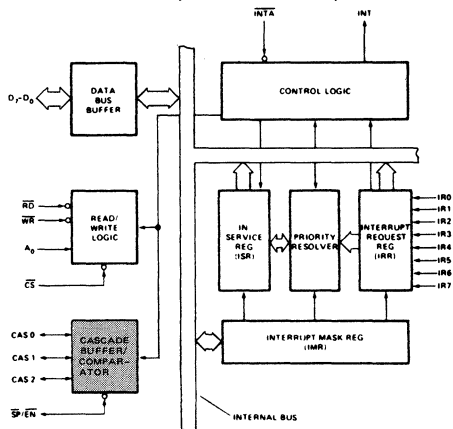 INTA
INT
D7-D0
DATA
BUS
BUFFER
CONTROL LOGIC
RD
WR
A0
CS
READ/
WRITE
LOGIC
IN
SERVICE
REG
(ISR)
PRIORITY
RESOLVER
INTERRUPT
REQUEST
REG
(IRR)
IR0
IR1
IR2
IR3
IR4
IR5
IR6
IR7
CAS 0
CAS 1
CAS 2
CASCADE
BUFFER/
COMPAR-
ATOR
INTERRUPT MASK REG
(IMR)
SP/EN
INTERNAL BUS